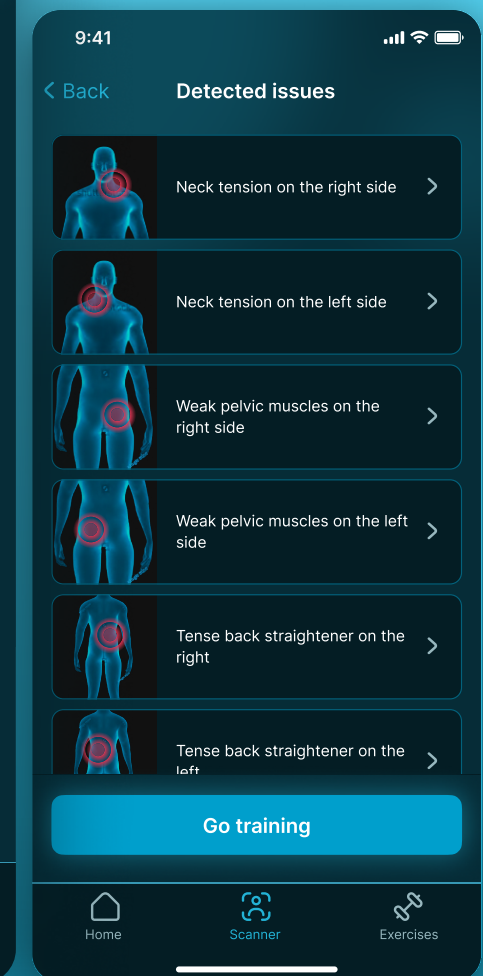 9:41
Back
Detected issues
Neck tension on the right side
Neck tension on the left side
Weak pelvic muscles on the
right side
Weak pelvic muscles on the left
side
Tense back straightener on the
right
Tense back straightener on the
left
Go training
Home
Scanner
Exercises